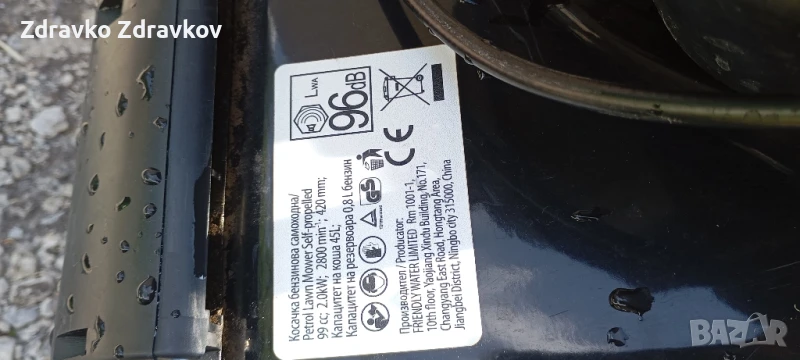 Zdravko Zdravkov
LWA
96dB
Косачка бензинова самоходна/
Petrol Lawn Mower Self-propelled
99 cc; 2.0kW; 2800 min⁻¹; 420 mm;
Капацитет на коша 45L;
Капацитет на резервоара 0,8 L бензин
GS
CE
Производител / Producator:
FRIENDLY WATER LIMITED Rm 1001-1,
10th floor, Yaojiang Xindu Building, No.171,
Changyang East Road, Hongtang Area,
Jiangbei District, Ningbo city 315000, China
BAZAR.bg